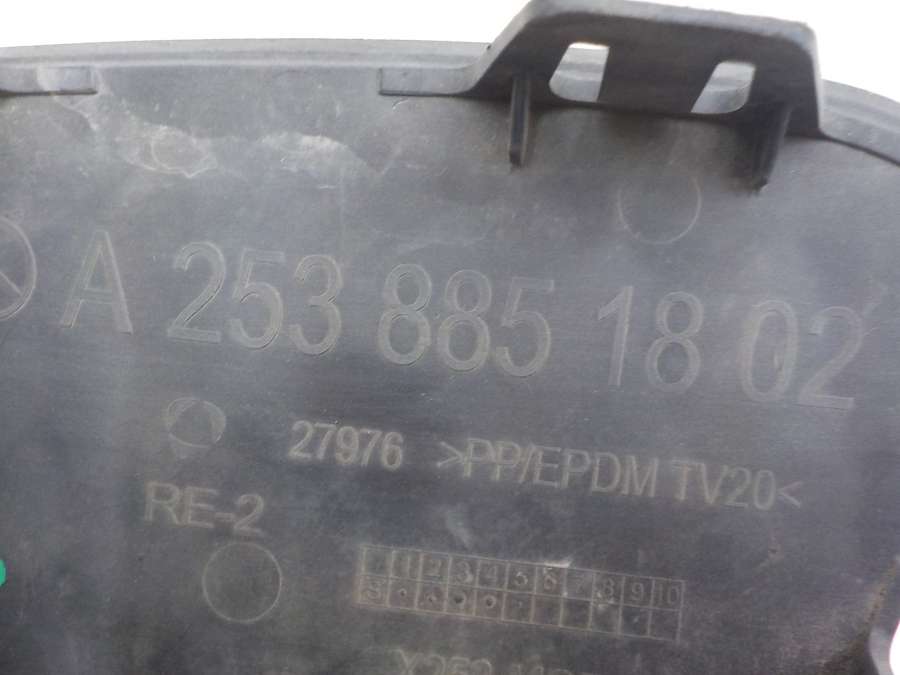 A 253 885 18 02
27976 >PP/EPDM TV20<
RE-2
1 2 3 4 5 6 7 8 9 10